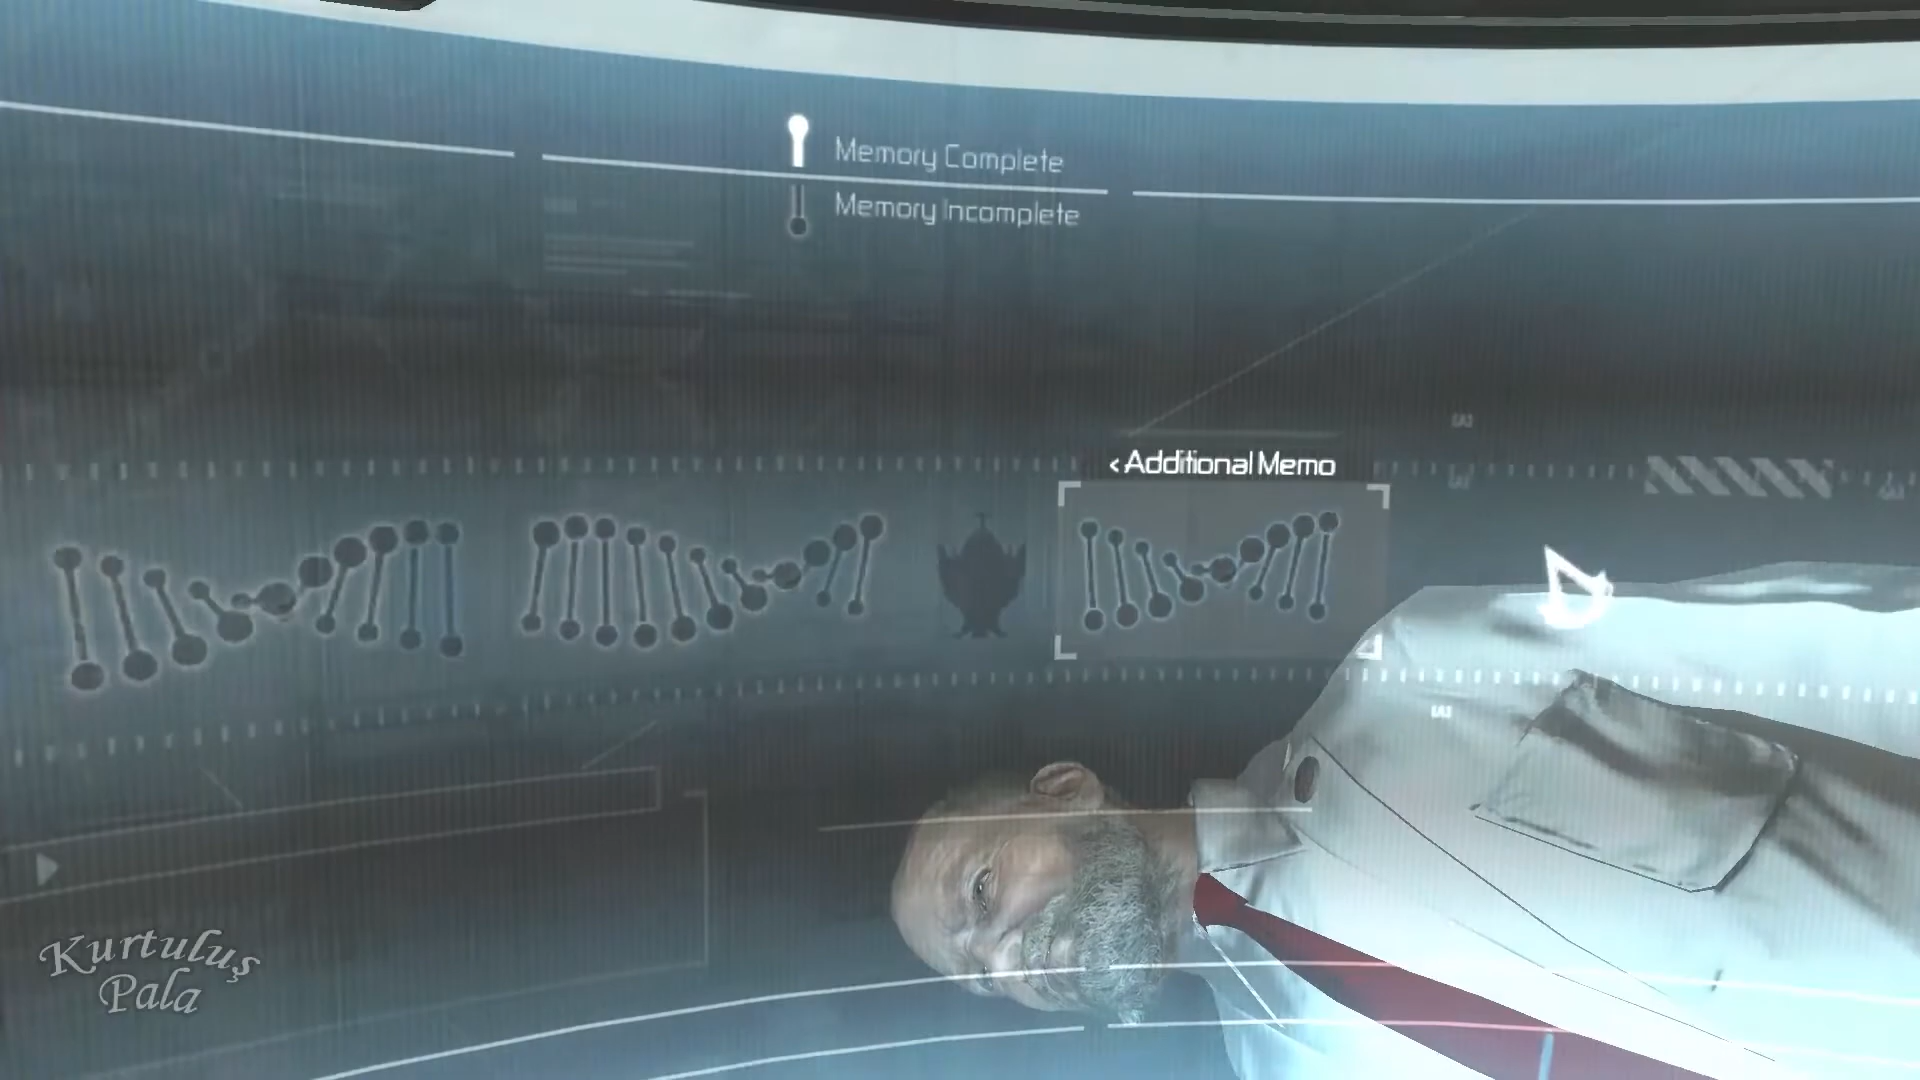 Memory Complete
Memory Incomplete
<Additional Memo
[A]
[A]
Kurtuluş
Pala